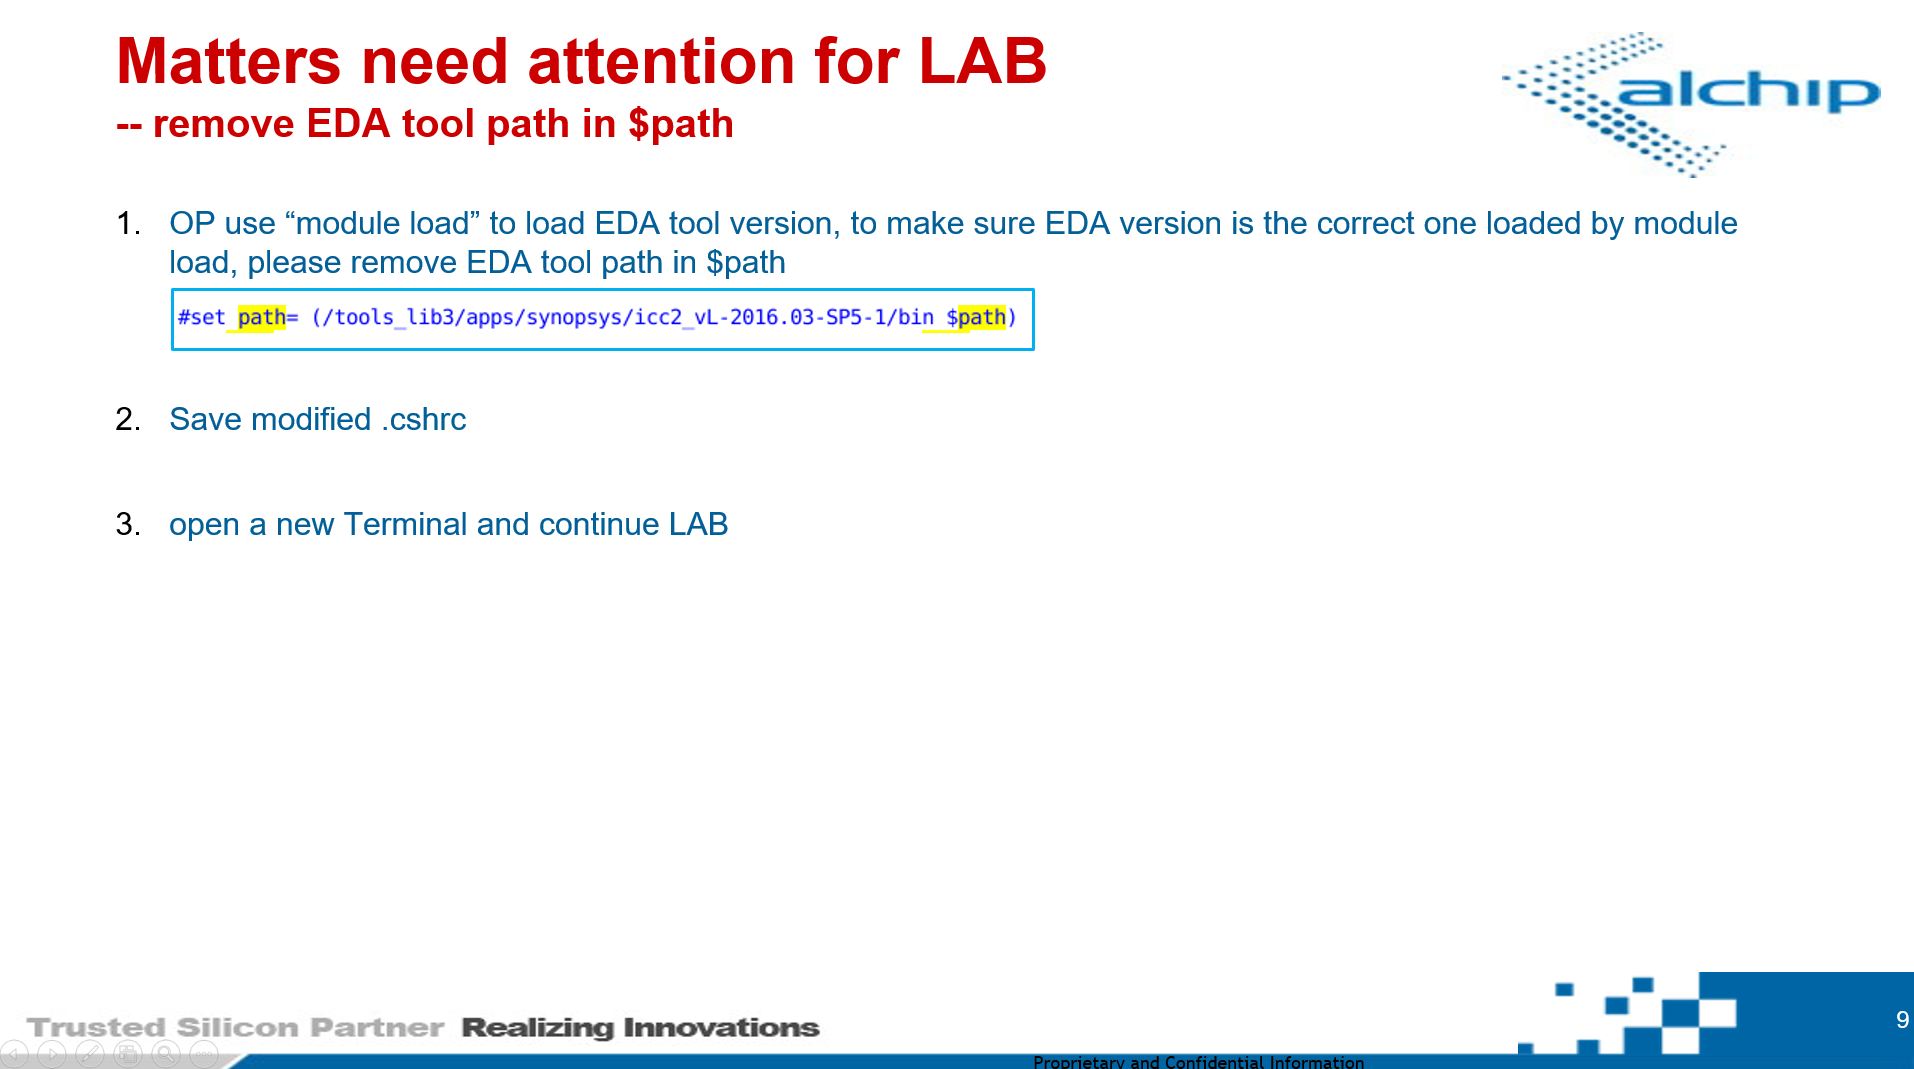 Matters need attention for LAB
-- remove EDA tool path in $path
alchip
1. OP use “module load” to load EDA tool version, to make sure EDA version is the correct one loaded by module
load, please remove EDA tool path in $path
#set path= (/tools_lib3/apps/synopsys/icc2_vL-2016.03-SP5-1/bin $path)
2. Save modified .cshrc
3. open a new Terminal and continue LAB
Trusted Silicon Partner Realizing Innovations
9
Proprietary and Confidential Information